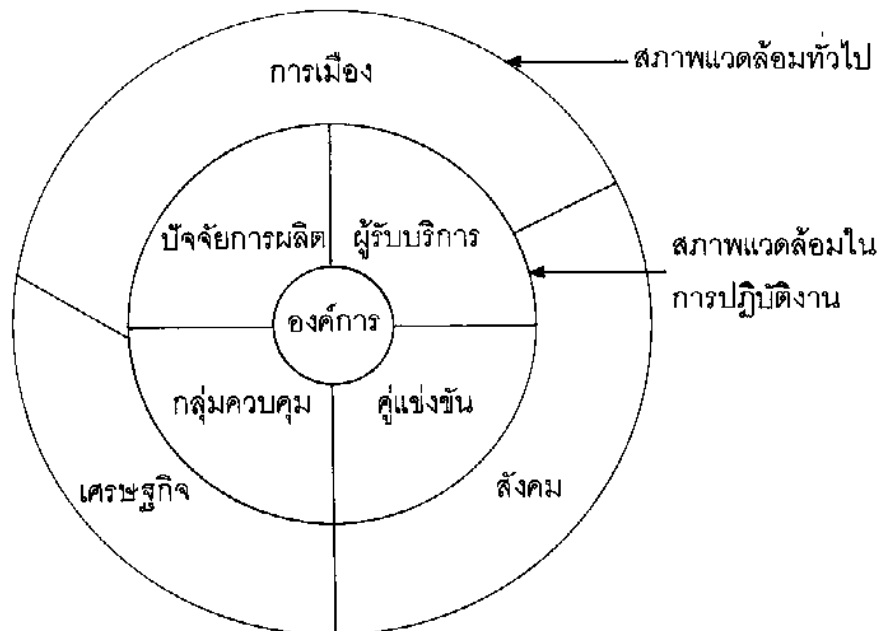 การเมือง
สภาพแวดล้อมทั่วไป
ปัจจัยการผลิต
ผู้รับบริการ
สภาพแวดล้อมใน
การปฏิบัติงาน
องค์การ
กลุ่มควบคุม
คู่แข่งขัน
เศรษฐกิจ
สังคม